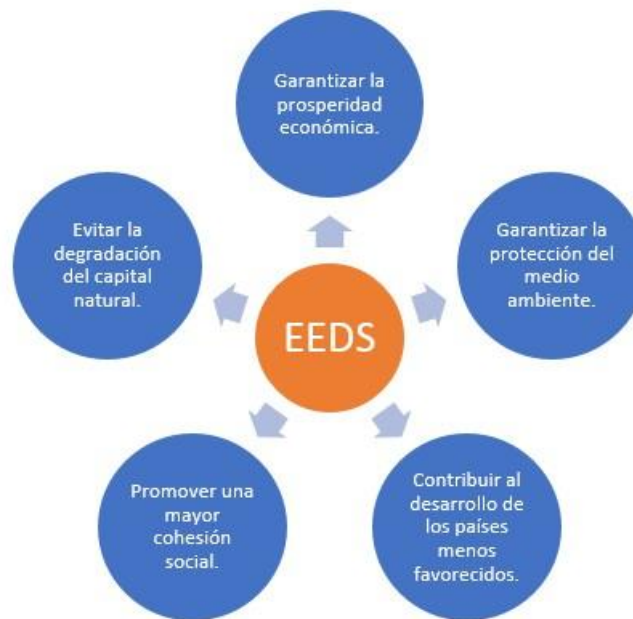 Garantizar la
prosperidad
económica.
Evitar la
degradación
del capital
natural.
Garantizar la
protección del
medio
ambiente.
EEDS
Promover una
mayor
cohesión
social.
Contribuir al
desarrollo de
los países
menos
favorecidos.